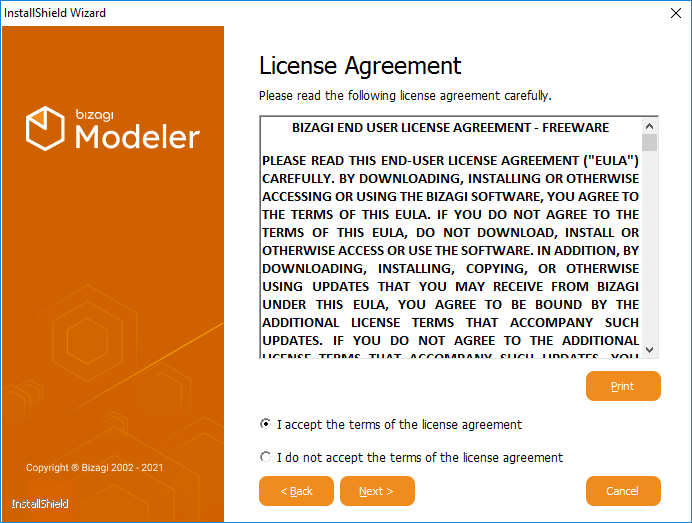 InstallShield Wizard
bizagi
Modeler
License Agreement
Please read the following license agreement carefully.
BIZAGI END USER LICENSE AGREEMENT - FREEWARE
PLEASE READ THIS END-USER LICENSE AGREEMENT ("EULA")
CAREFULLY. BY DOWNLOADING, INSTALLING OR OTHERWISE
ACCESSING OR USING THE BIZAGI SOFTWARE, YOU AGREE TO
THE TERMS OF THIS EULA. IF YOU DO NOT AGREE TO THE
TERMS OF THIS EULA, DO NOT DOWNLOAD, INSTALL OR
OTHERWISE ACCESS OR USE THE SOFTWARE. IN ADDITION, BY
DOWNLOADING, INSTALLING, COPYING, OR OTHERWISE
USING UPDATES THAT YOU MAY RECEIVE FROM BIZAGI
UNDER THIS EULA, YOU AGREE TO BE BOUND BY THE
ADDITIONAL LICENSE TERMS THAT ACCOMPANY SUCH
UPDATES. IF YOU DO NOT AGREE TO THE ADDITIONAL
LICENSE TERMS THAT ACCOMPANY SUCH UPDATES, YOU
Print
I accept the terms of the license agreement
I do not accept the terms of the license agreement
Copyright ® Bizagi 2002 - 2021
InstallShield
< Back
Next >
Cancel